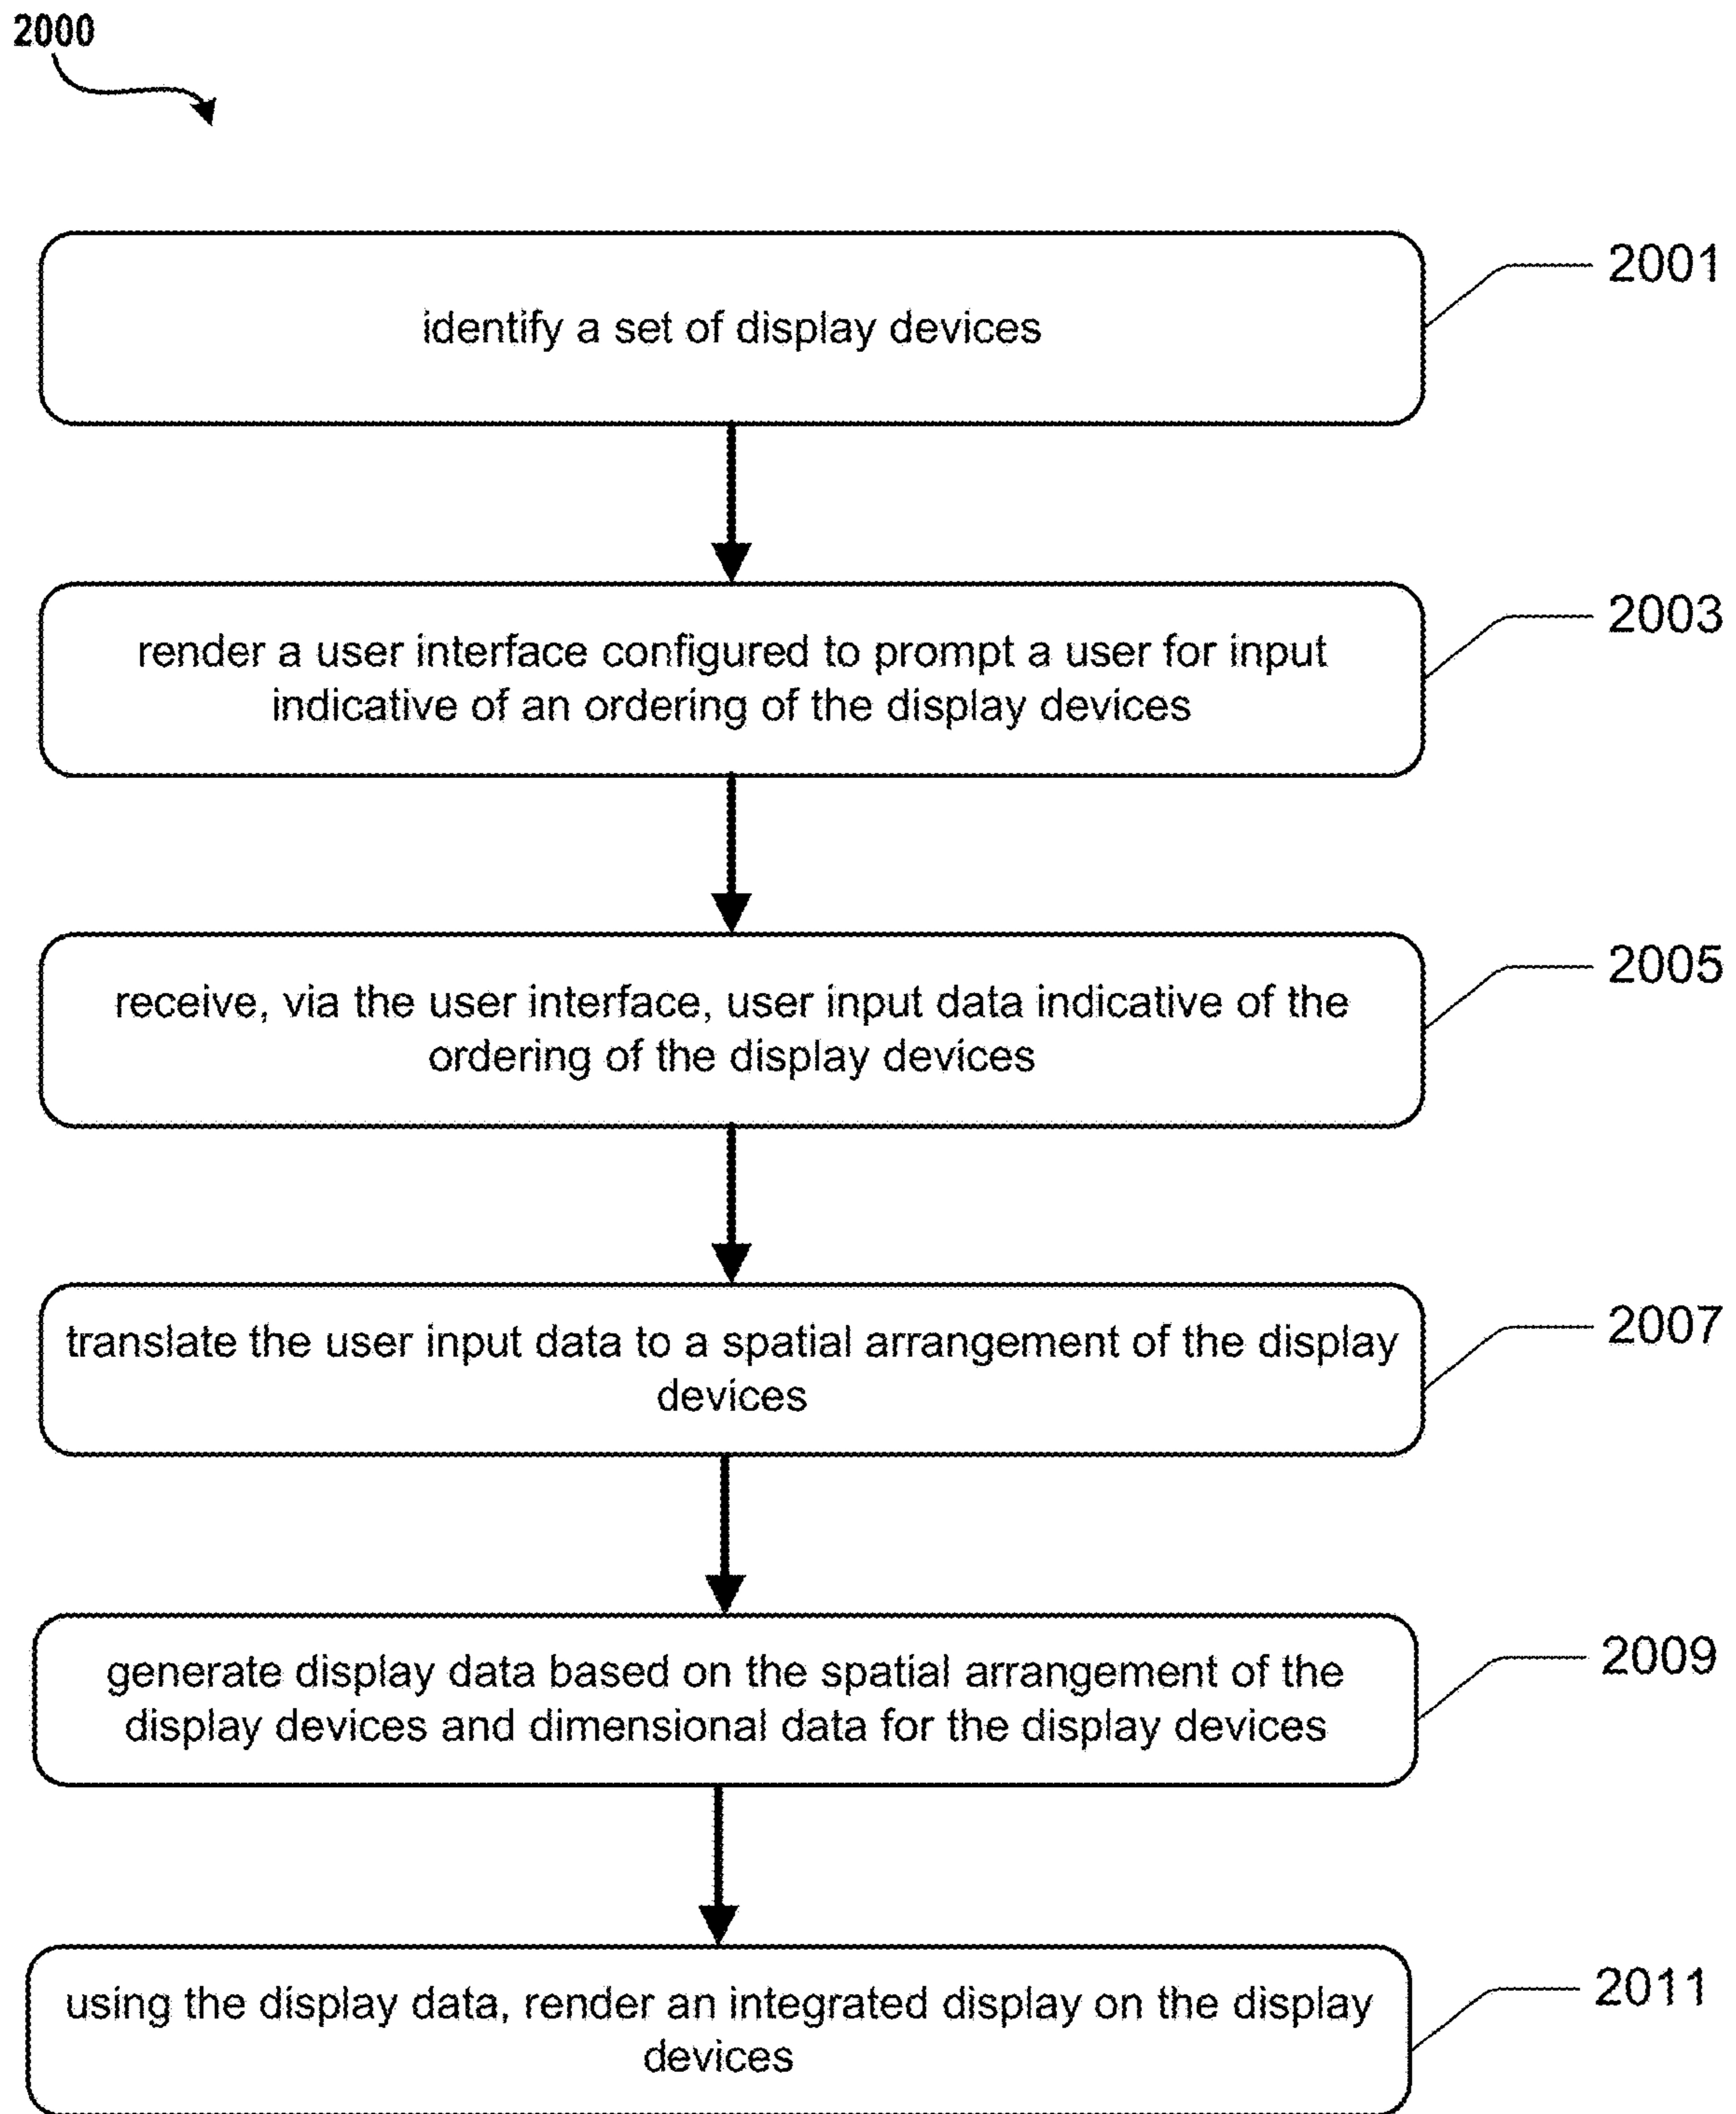 2000
identify a set of display devices
2001
render a user interface configured to prompt a user for input
indicative of an ordering of the display devices
2003
receive, via the user interface, user input data indicative of the
ordering of the display devices
2005
translate the user input data to a spatial arrangement of the display
devices
2007
generate display data based on the spatial arrangement of the
display devices and dimensional data for the display devices
2009
using the display data, render an integrated display on the display
devices
2011